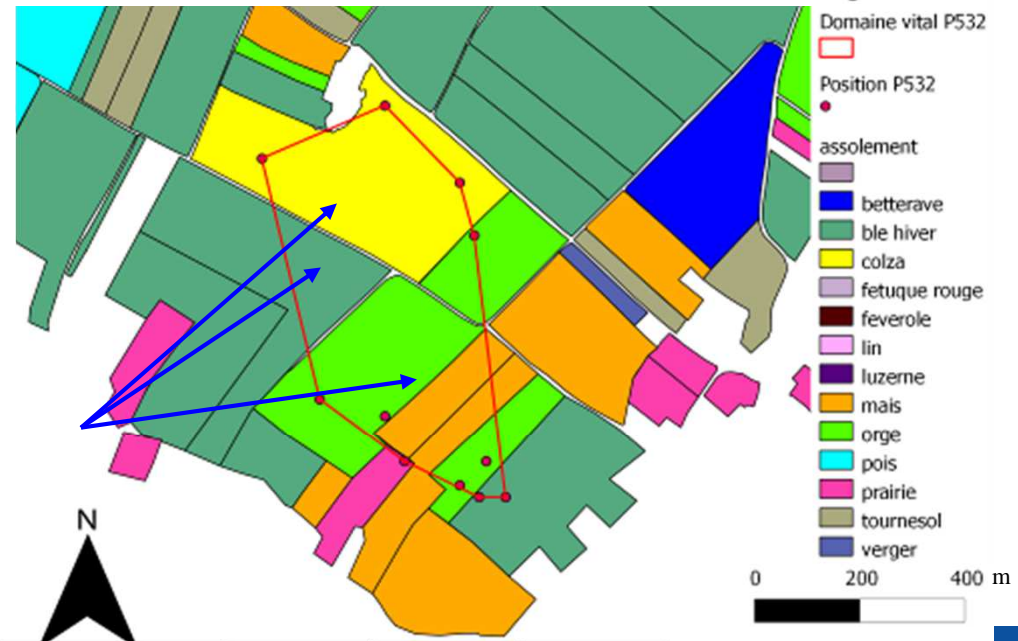 Domaine vital P532
Position P532
assolement
betterave
ble hiver
colza
fetuque rouge
feverole
lin
luzerne
mais
orge
pois
prairie
tournesol
verger
N
0 200 400 m